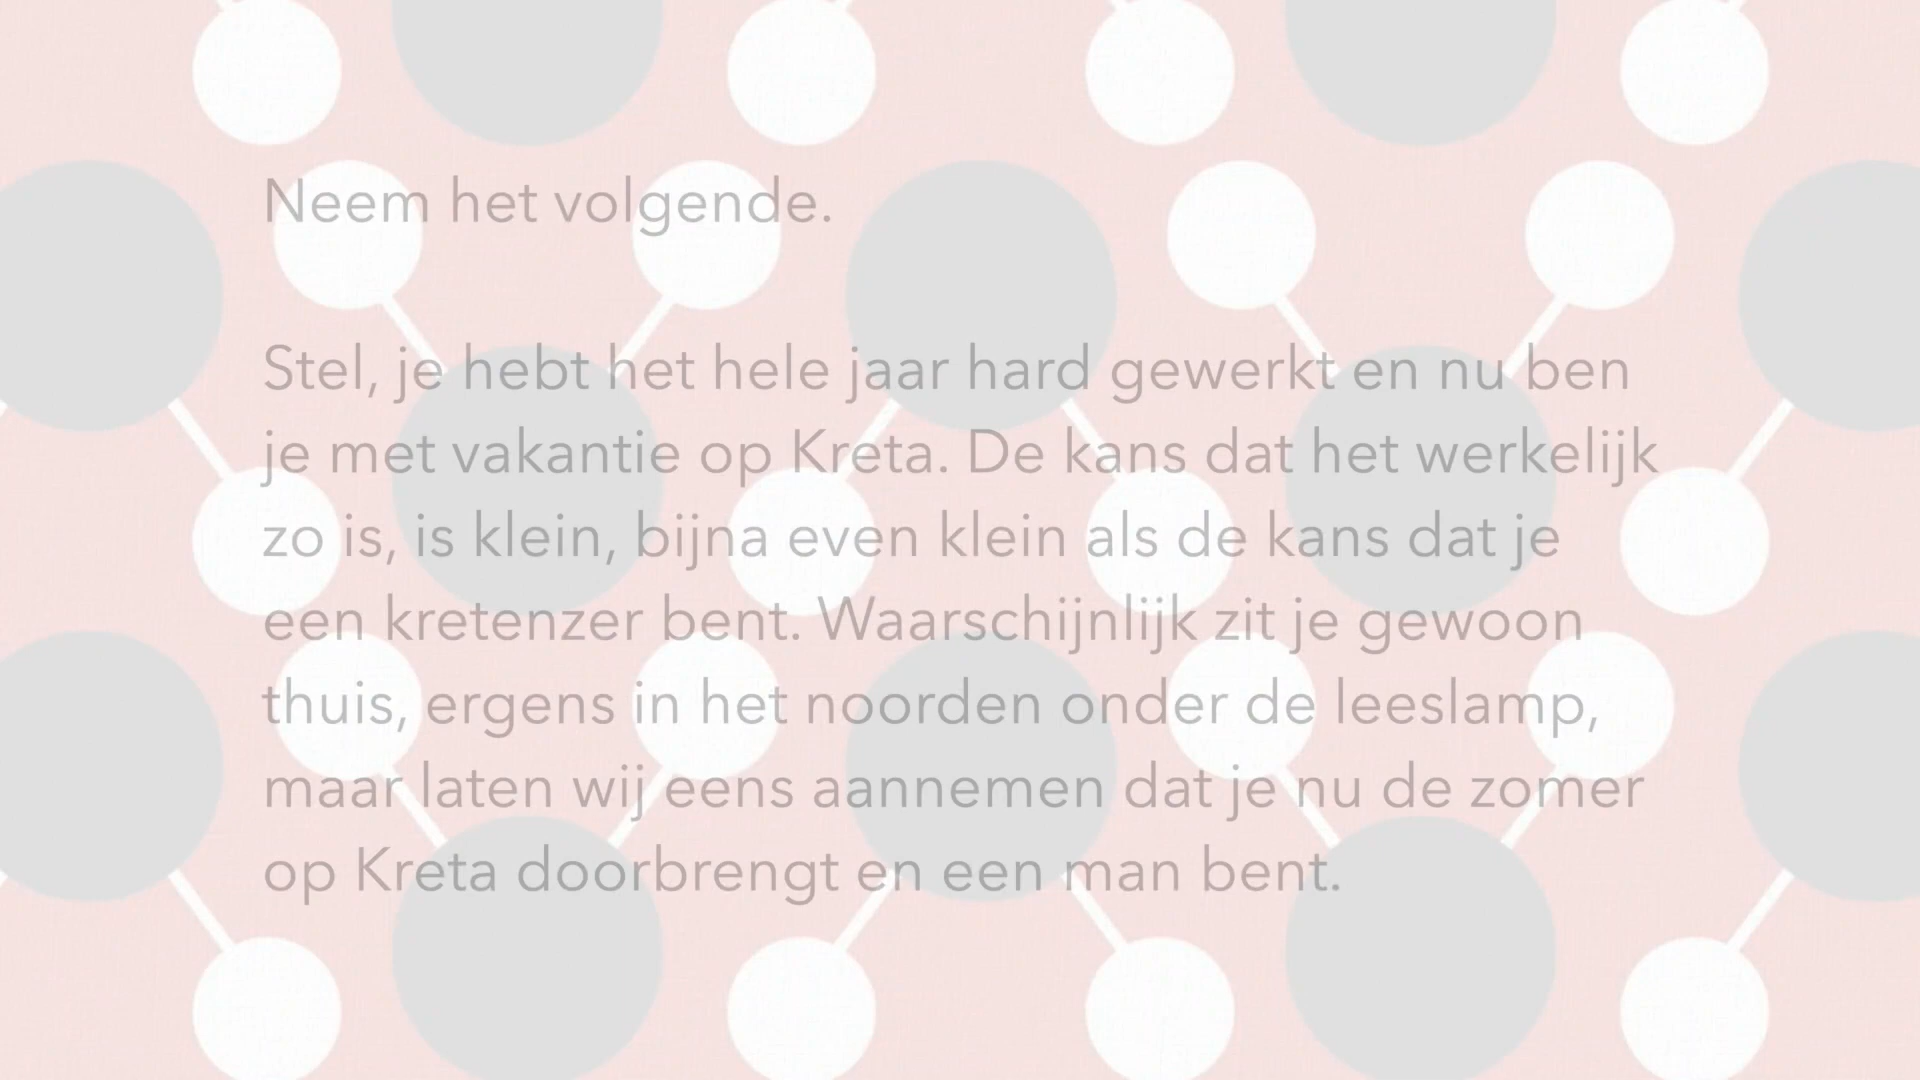 Neem het volgende.
Stel, je hebt het hele jaar hard gewerkt en nu ben
je met vakantie op Kreta. De kans dat het werkelijk
zo is, is klein, bijna even klein als de kans dat je
een kretenzer bent. Waarschijnlijk zit je gewoon
thuis, ergens in het noorden onder de leeslamp,
maar laten wij eens aannemen dat je nu de zomer
op Kreta doorbrengt en een man bent.